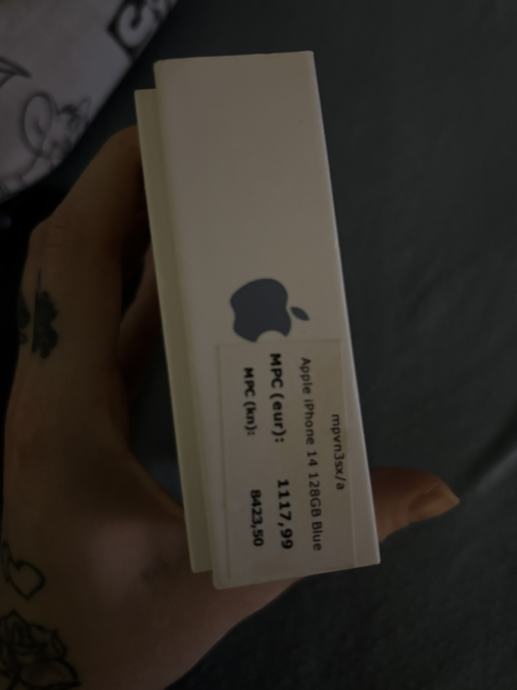 mpvn3sx/a
Apple iPhone 14 128GB Blue
MPC (eur): 1117,99
MPC (kn): 8423,50